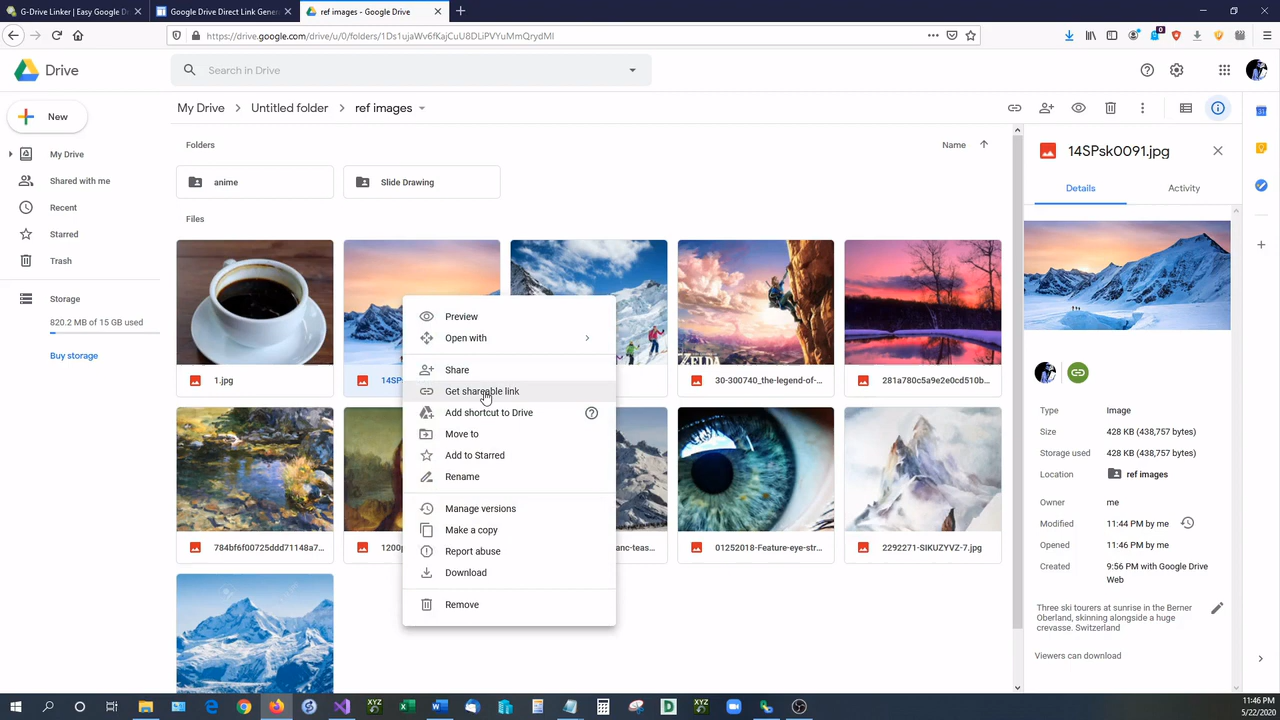 G-Drive Linker | Easy Google D
Google Drive Direct Link Gener
ref images - Google Drive
https://drive.google.com/drive/u/0/folders/1Ds1ujaWv6fKajCuU8DLiPVYuMmQrydMI
Drive
Search in Drive
New
My Drive
Shared with me
Recent
Starred
Trash
Storage
820.2 MB of 15 GB used
Buy storage
My Drive > Untitled folder > ref images
Folders
Name
anime
Slide Drawing
Files
1.jpg
14SP
30-300740_the-legend-of-...
281a780c5a9e2e0cd510b...
ZELDA
784bf6f00725ddd71148a7...
1200p
anc-teas...
01252018-Feature-eye-str...
2292271-SIKUZYVZ-7.jpg
Preview
Open with
Share
Get shareable link
Add shortcut to Drive
Move to
Add to Starred
Rename
Manage versions
Make a copy
Report abuse
Download
Remove
14SPsk0091.jpg
Details
Activity
Type Image
Size 428 KB (438,757 bytes)
Storage used 428 KB (438,757 bytes)
Location ref images
Owner me
Modified 11:44 PM by me
Opened 11:46 PM by me
Created 9:56 PM with Google Drive
Web
Three ski tourers at sunrise in the Berner
Oberland, skinning alongside a huge
crevasse. Switzerland
Viewers can download
11:46 PM
5/22/2020